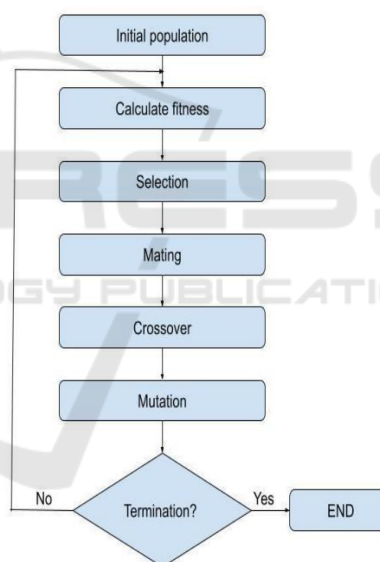 Initial population
Calculate fitness
Selection
Mating
Crossover
Mutation
No
Termination?
Yes
END